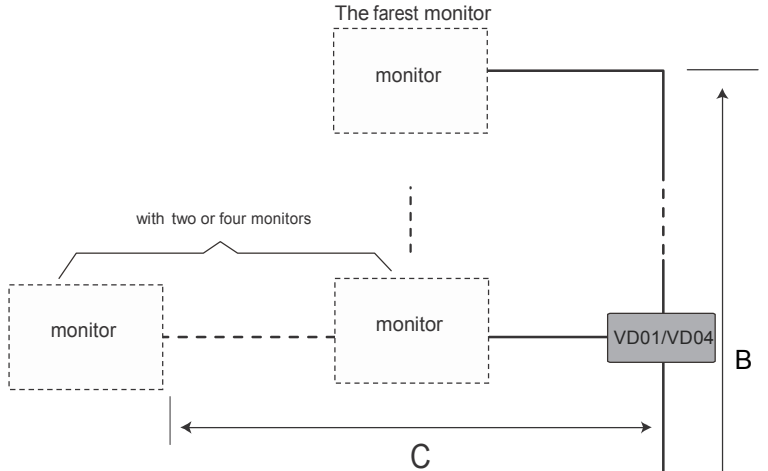 The farest monitor
monitor
with two or four monitors
monitor
monitor
VD01/VD04
B
C